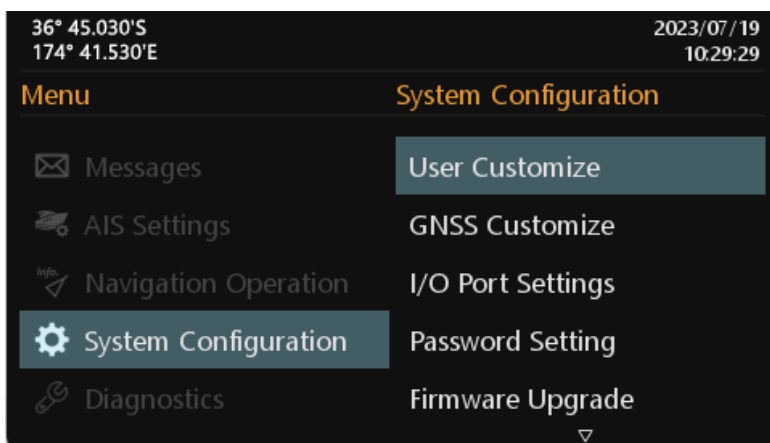 36° 45.030'S
174° 41.530'E
2023/07/19
10:29:29
Menu
Messages
AIS Settings
Info.
Navigation Operation
System Configuration
Diagnostics
System Configuration
User Customize
GNSS Customize
I/O Port Settings
Password Setting
Firmware Upgrade